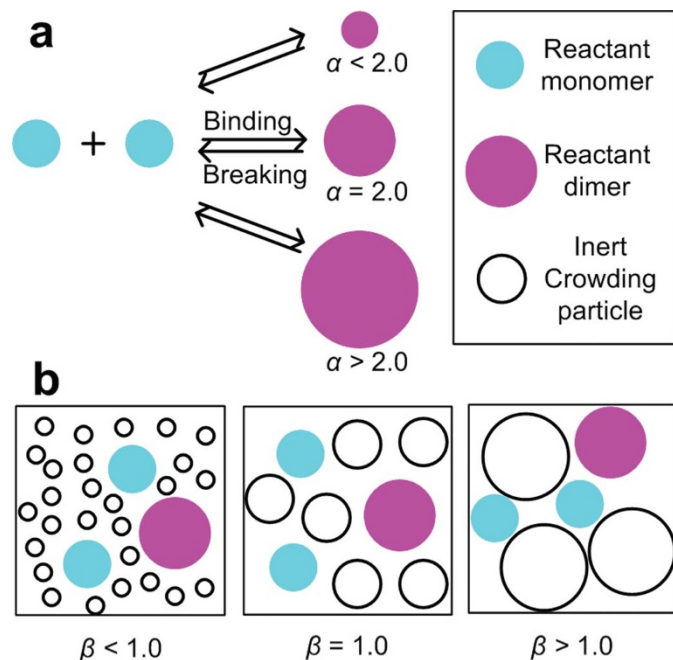 a
α < 2.0
Binding
Breaking
α = 2.0
α > 2.0
Reactant
monomer
Reactant
dimer
Inert
Crowding
particle
b
β < 1.0
β = 1.0
β > 1.0